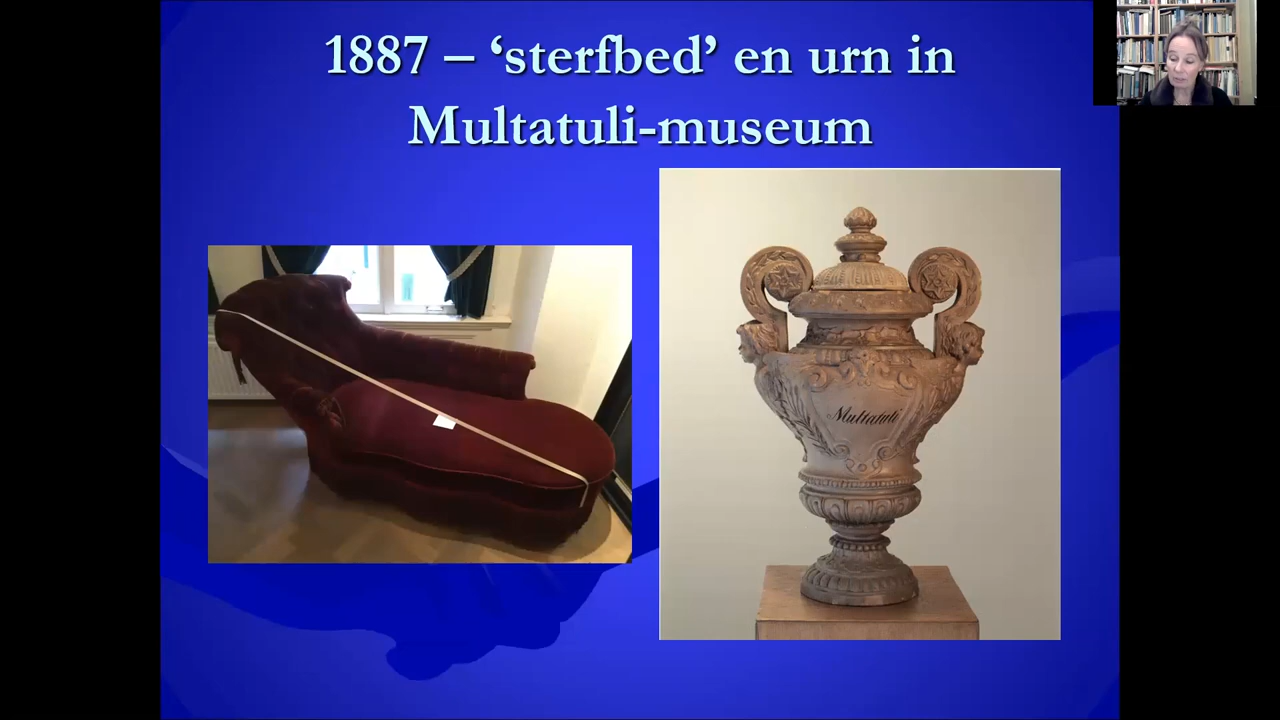 1887 – ‘sterfbed’ en urn in
Multatuli-museum
Multatuli